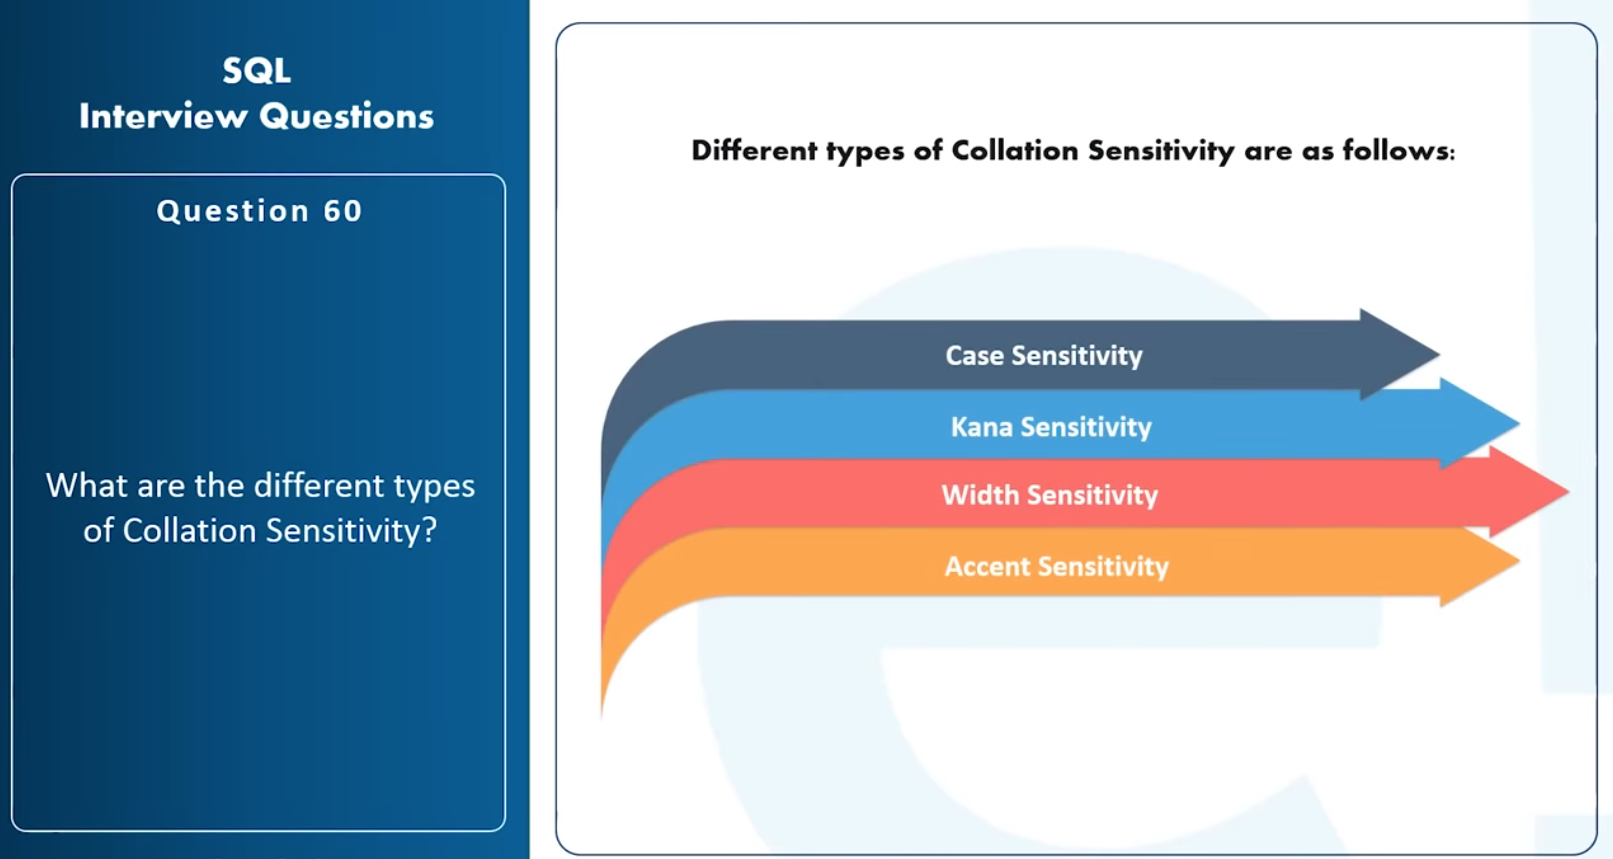 SQL
Interview Questions
Question 60
What are the different types
of Collation Sensitivity?
Different types of Collation Sensitivity are as follows:
Case Sensitivity
Kana Sensitivity
Width Sensitivity
Accent Sensitivity